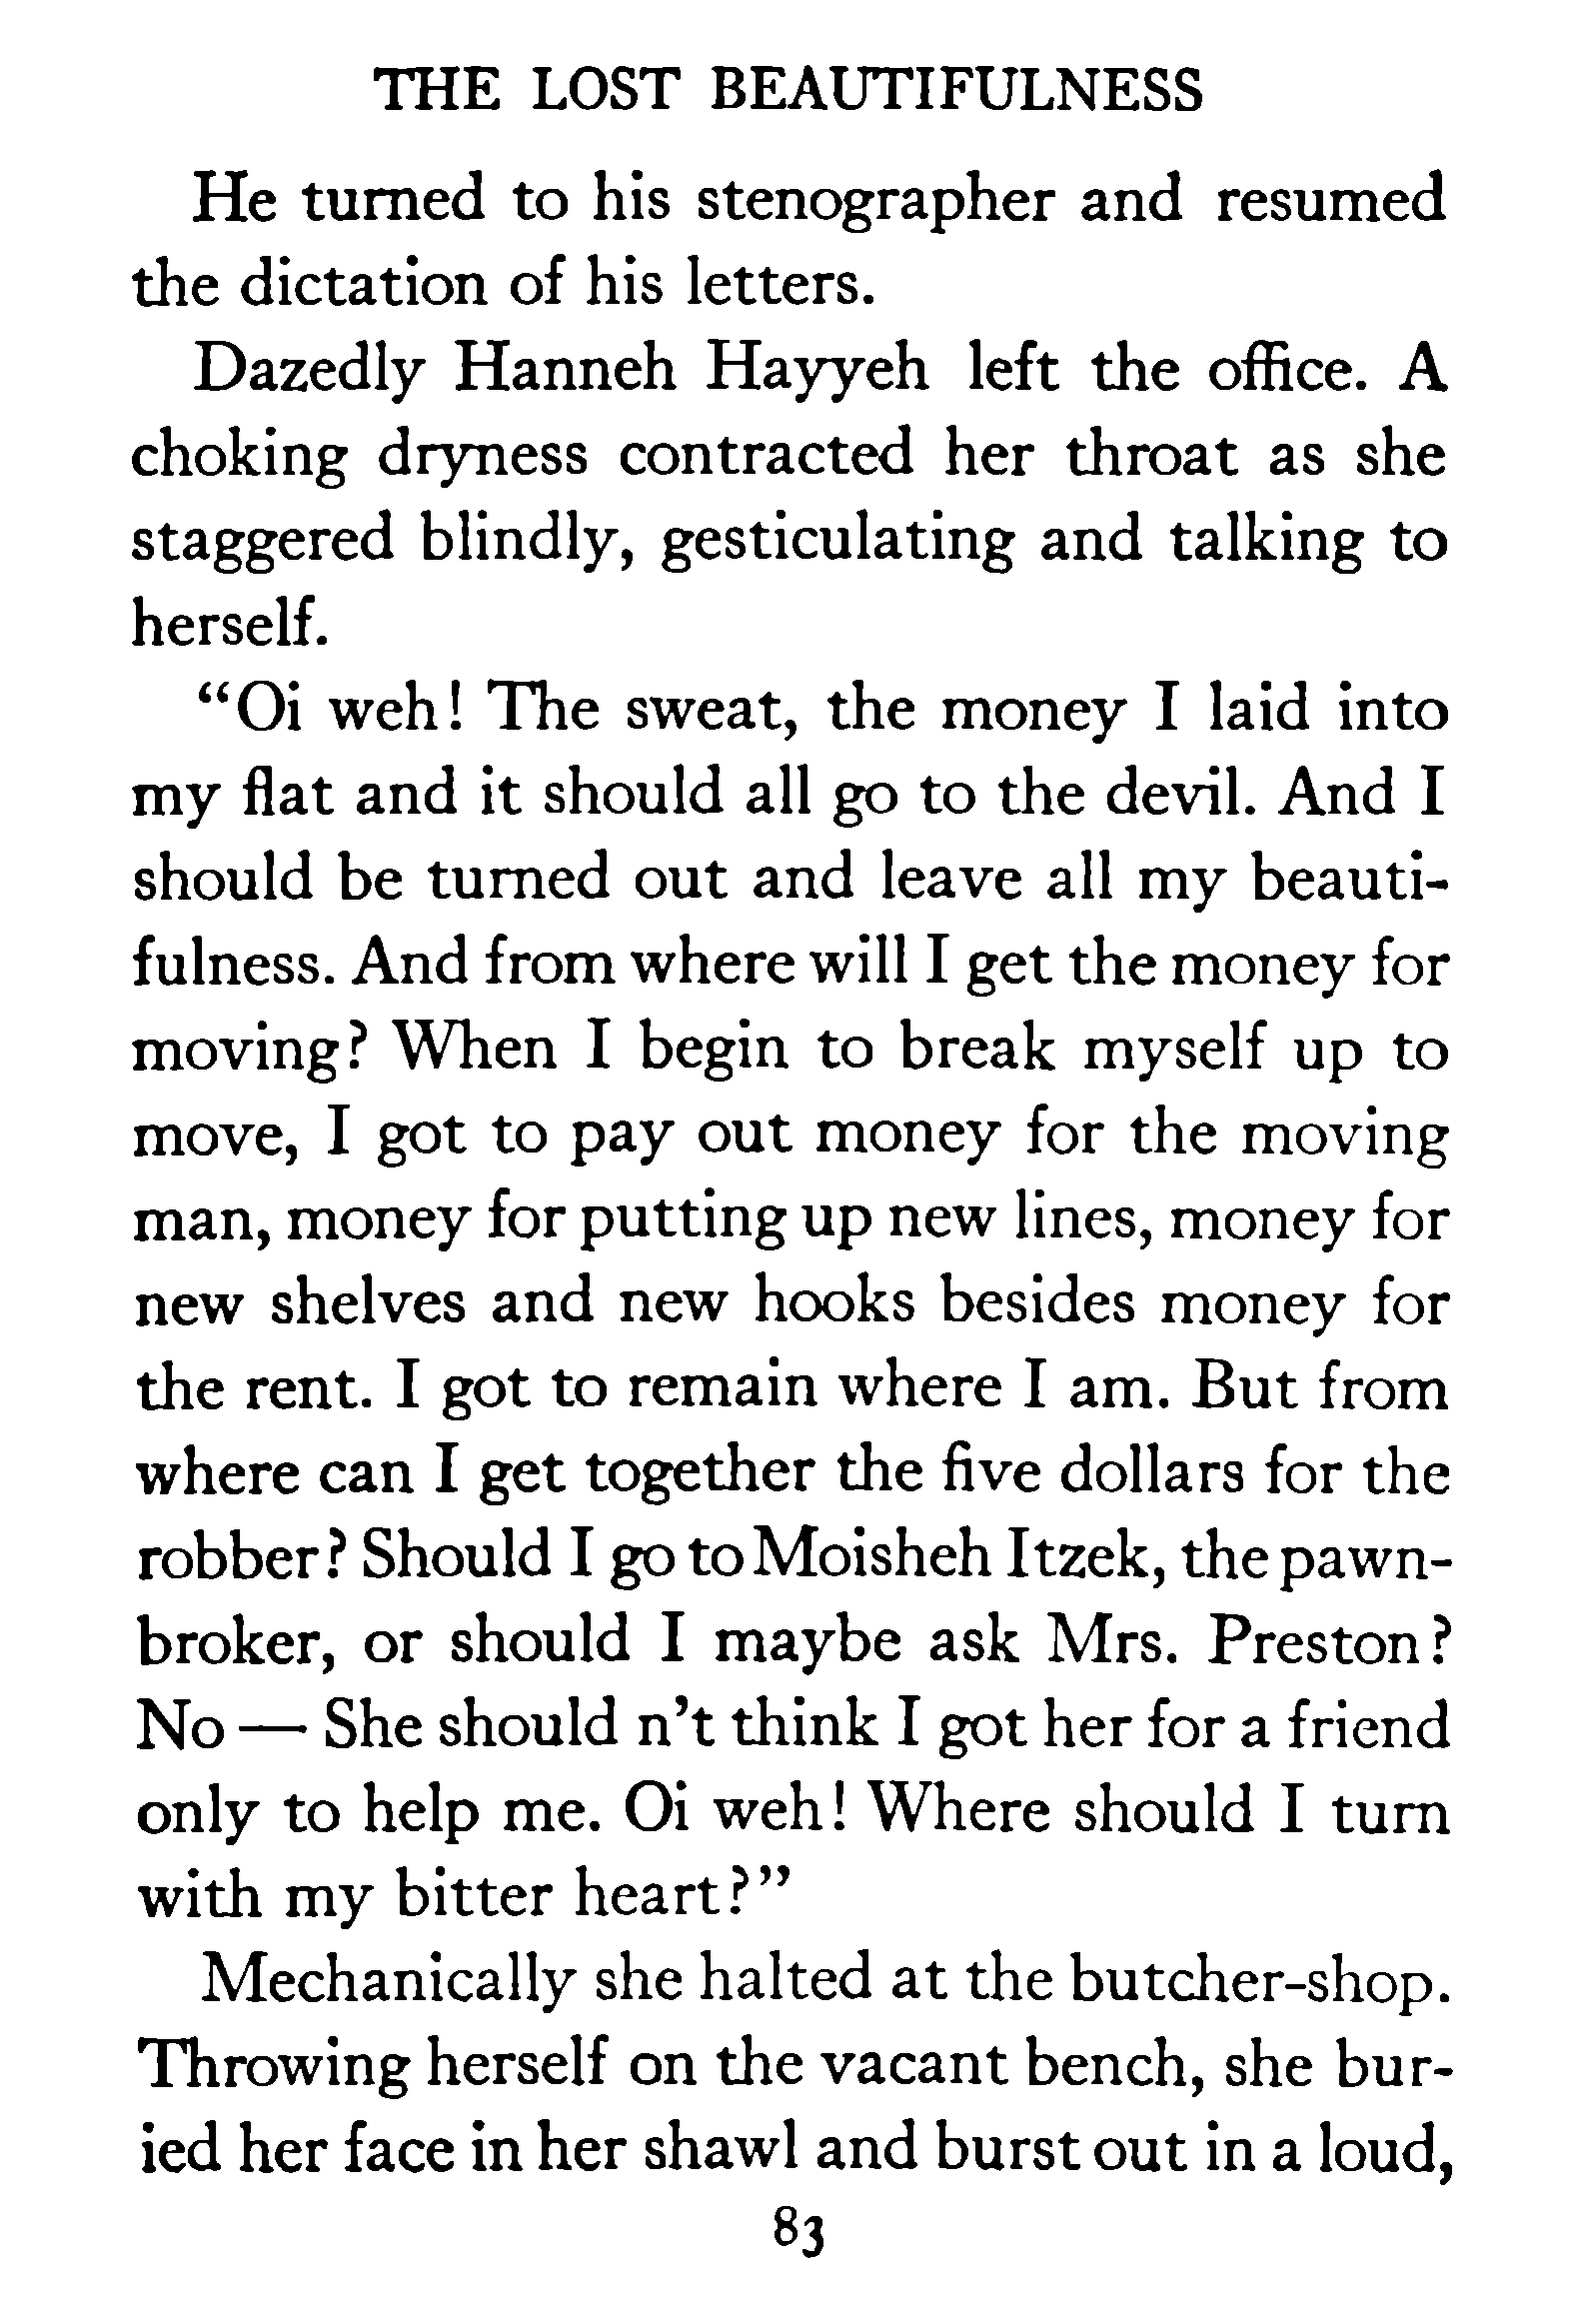 THE LOST BEAUTIFULNESS
He turned to his stenographer and resumed
the dictation of his letters.
Dazedly Hanneh Hayyeh left the office. A
choking dryness contracted her throat as she
staggered blindly, gesticulating and talking to
herself.
“Oi weh! The sweat, the money I laid into
my flat and it should all go to the devil. And I
should be turned out and leave all my beauti-
fulness. And from where will I get the money for
moving? When I begin to break myself up to
move, I got to pay out money for the moving
man, money for putting up new lines, money for
new shelves and new hooks besides money for
the rent. I got to remain where I am. But from
where can I get together the five dollars for the
robber? Should I go to Moisheh Itzek, the pawn-
broker, or should I maybe ask Mrs. Preston?
No — She should n’t think I got her for a friend
only to help me. Oi weh! Where should I turn
with my bitter heart?”
Mechanically she halted at the butcher-shop.
Throwing herself on the vacant bench, she bur-
ied her face in her shawl and burst out in a loud,
83